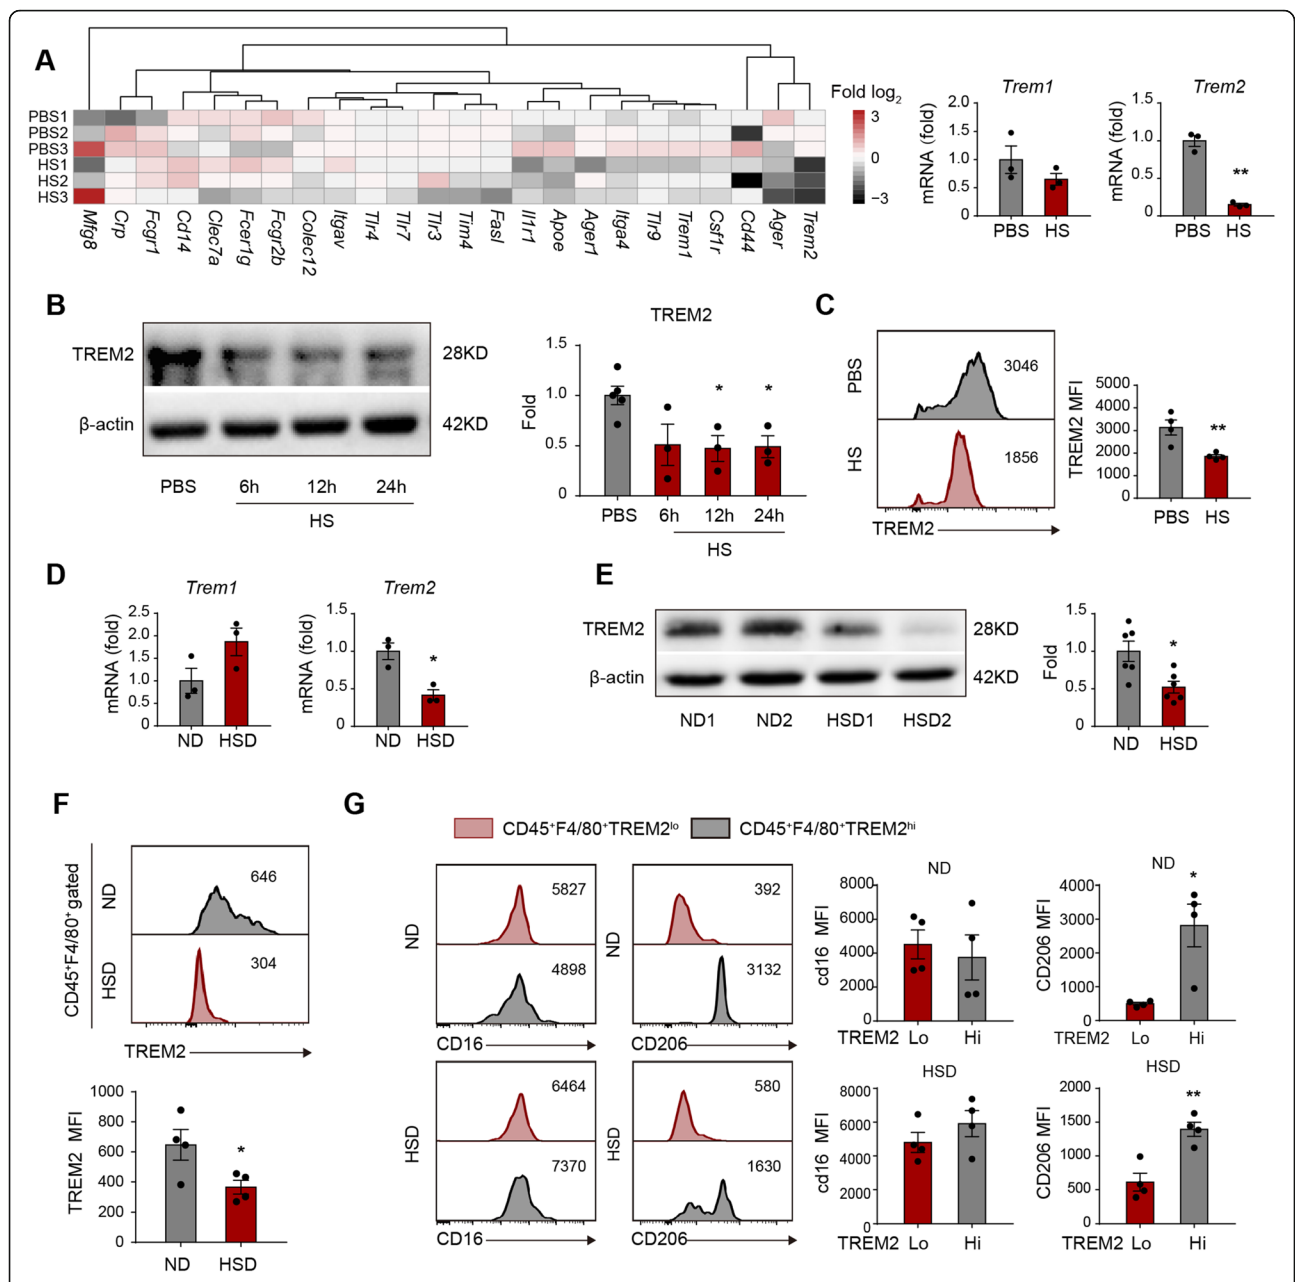 A
PBS1
PBS2
PBS3
HS1
HS2
HS3
Mfg8 Crp Fcgr1 Cd14 Clec7a Fcer1g Fcgr2b Colec12 Itgav Tlr4 Tlr7 Tlr3 Tim4 Fasl Il1r1 Apoe Ager1 Itga4 Tlr9 Trem1 Csf1r Cd44 Ager Trem2
Fold log2
3
0
−3
Trem1
mRNA (fold)
2.0
1.5
1.0
0.5
0
PBS HS
Trem2
mRNA (fold)
1.5
1.0
0.5
0
**
PBS HS
B
TREM2 28KD
β-actin 42KD
PBS 6h 12h 24h
HS
TREM2
Fold
1.5
1.0
0.5
0
* *
PBS 6h 12h 24h
HS
C
PBS 3046
HS 1856
TREM2
TREM2 MFI
5000
4000
3000
2000
1000
0
**
PBS HS
D
Trem1
mRNA (fold)
2.5
2.0
1.5
1.0
0.5
0
ND HSD
Trem2
mRNA (fold)
1.5
1.0
0.5
0
*
ND HSD
E
TREM2 28KD
β-actin 42KD
ND1 ND2 HSD1 HSD2
Fold
1.5
1.0
0.5
0
*
ND HSD
F
CD45+F4/80+ gated
ND 646
HSD 304
TREM2
TREM2 MFI
1000
800
600
400
200
0
*
ND HSD
G
CD45+F4/80+TREM2lo CD45+F4/80+TREM2hi
ND 5827
4898
CD16
ND 392
3132
CD206
ND
cd16 MFI
8000
6000
4000
2000
0
TREM2 Lo Hi
ND
CD206 MFI
4000
3000
2000
1000
0
*
TREM2 Lo Hi
HSD 6464
7370
CD16
HSD 580
1630
CD206
HSD
cd16 MFI
8000
6000
4000
2000
0
TREM2 Lo Hi
HSD
CD206 MFI
2000
1500
1000
500
0
**
TREM2 Lo Hi